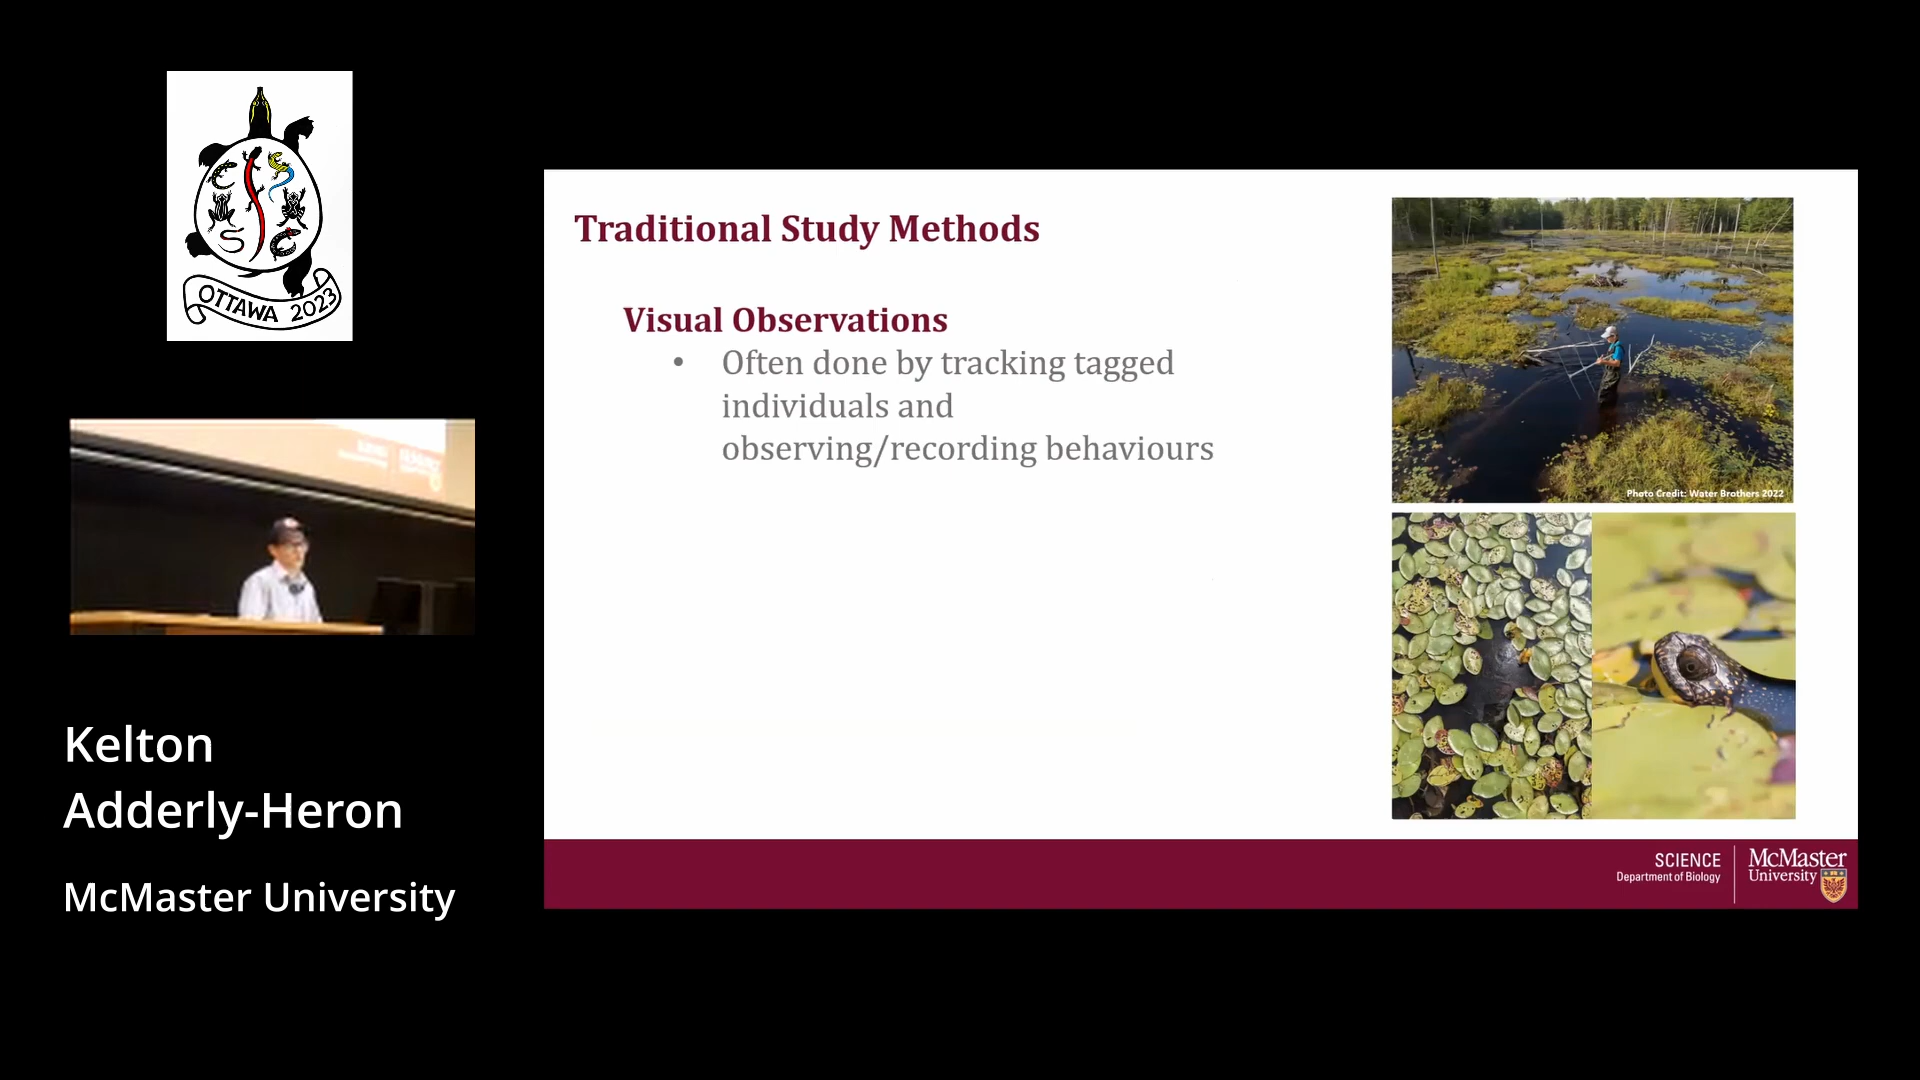 OTTAWA 2023
Kelton
Adderly-Heron
McMaster University
Traditional Study Methods
Visual Observations
• Often done by tracking tagged
individuals and
observing/recording behaviours
Photo Credit: Water Brothers 2022
SCIENCE
Department of Biology
McMaster
University